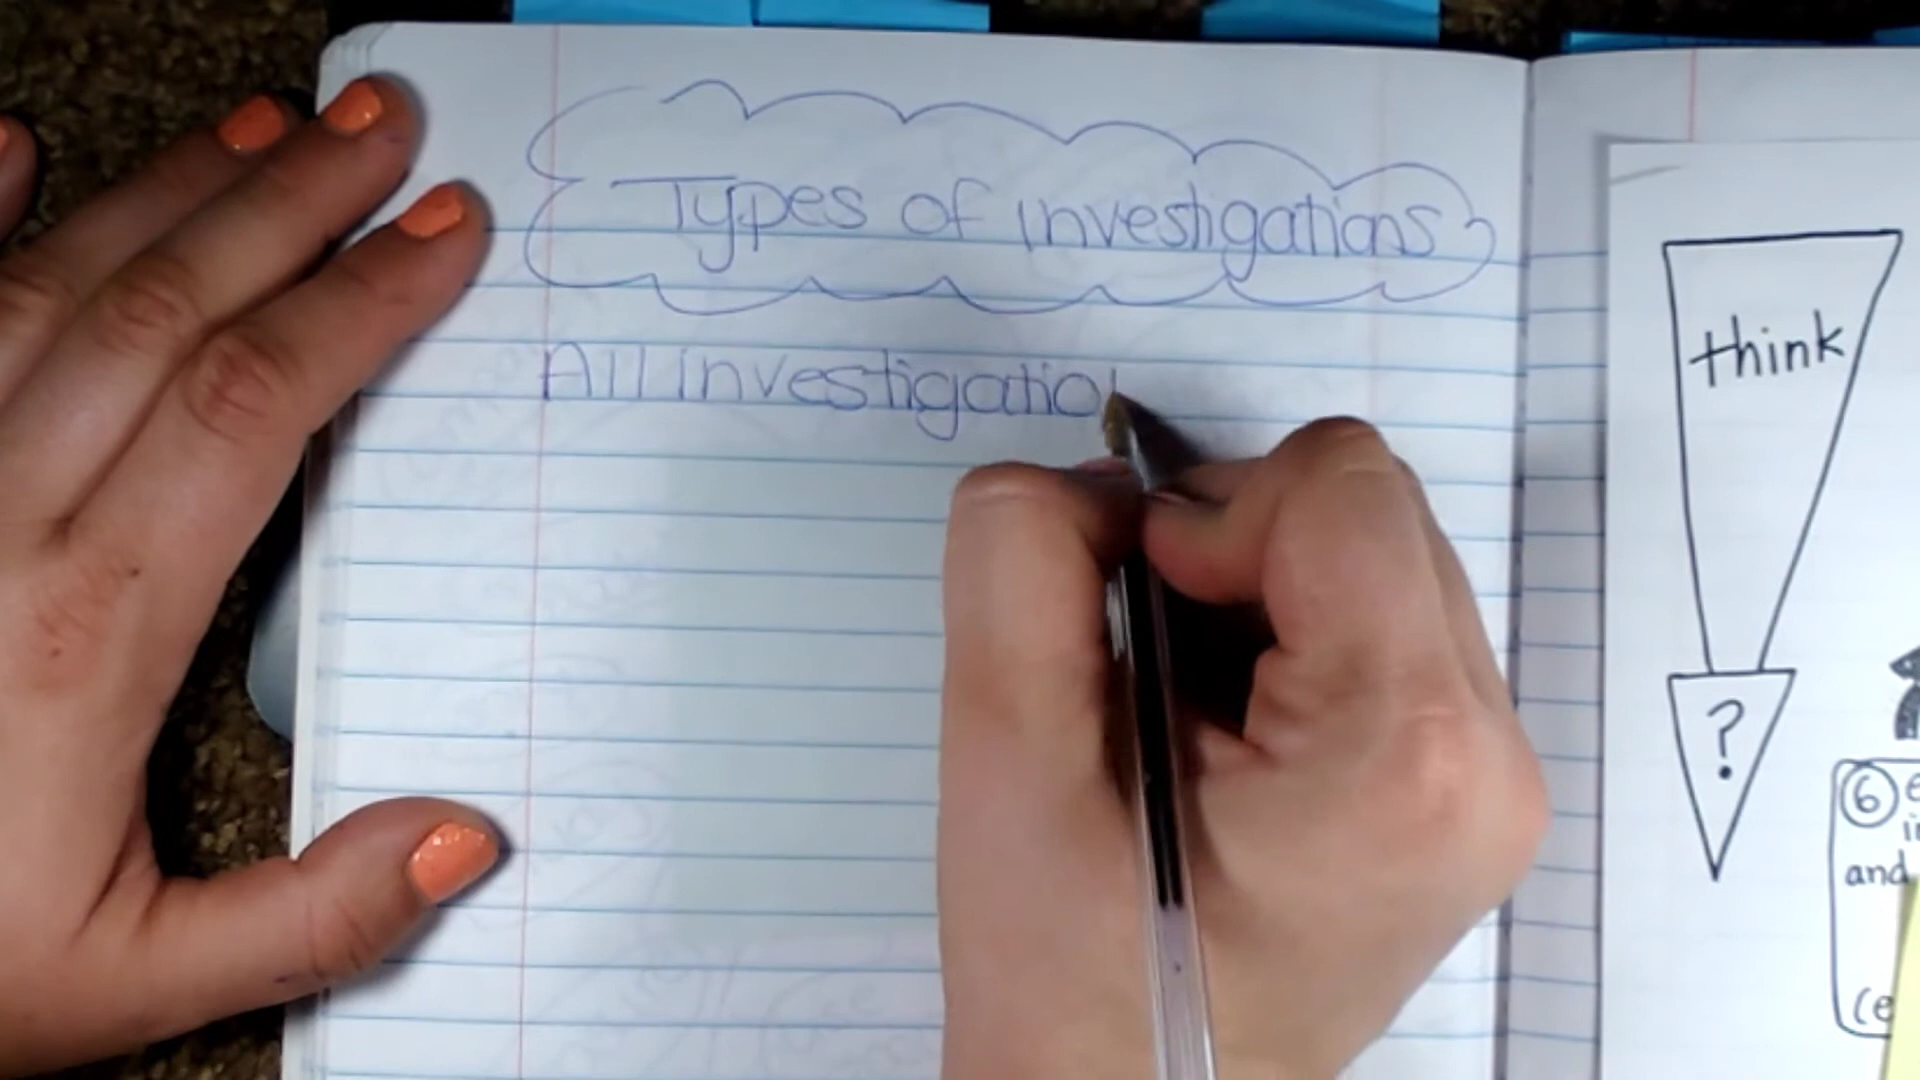 Types of investigations
All investigatio
think
?
6
and
(e